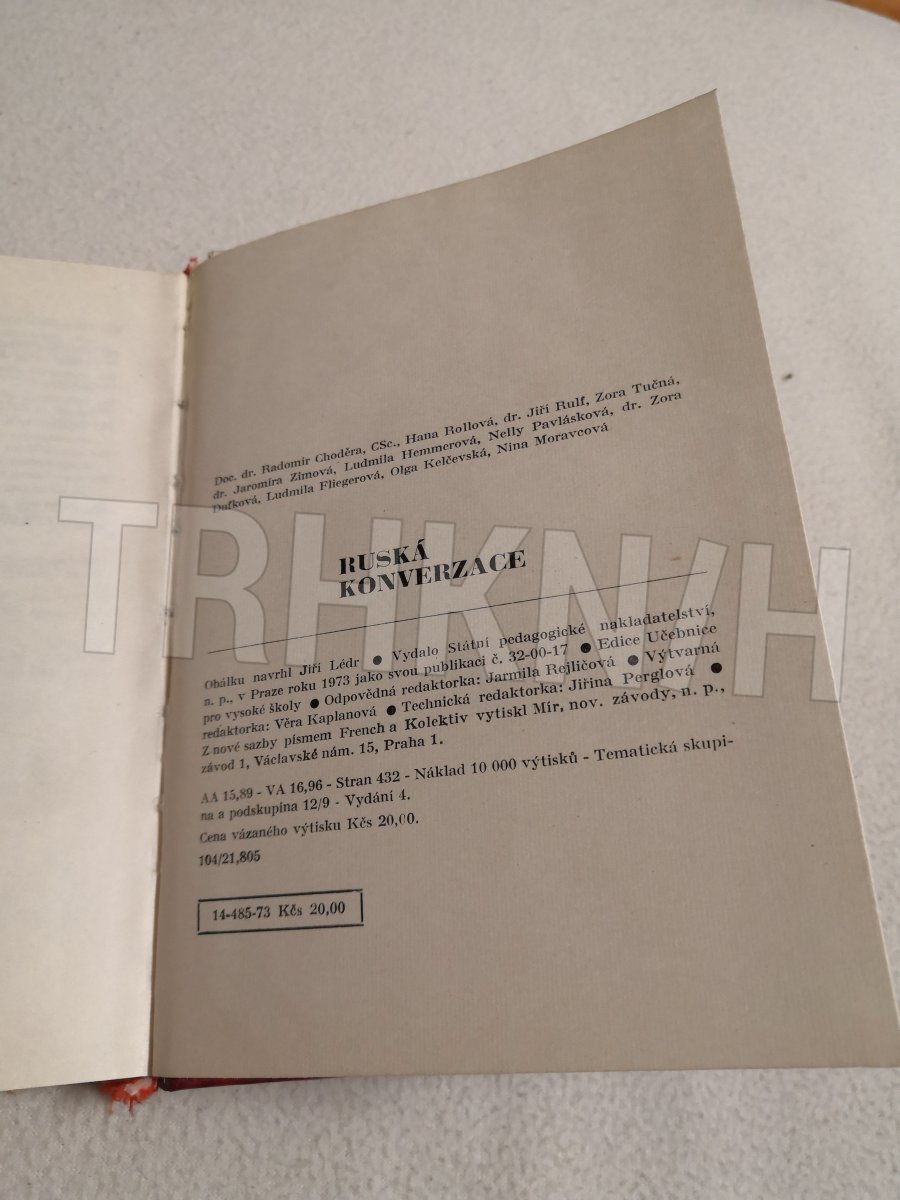 Doc. dr. Radomír Choděra, CSc., Hana Rollová, dr. Jiří Rulf, Zora Tučná,
dr. Jaromíra Zimová, Ludmila Hemmerová, Nelly Pavlásková, dr. Zora
Dufková, Ludmila Fliegerová, Olga Kelčevská, Nina Moravcová
RUSKÁ
KONVERZACE
Obálku navrhl Jiří Lédr ● Vydalo Státní pedagogické nakladatelství,
n. p., v Praze roku 1973 jako svou publikaci č. 32-00-17 ● Edice Učebnice
pro vysoké školy ● Odpovědná redaktorka: Jarmila Rejličová ● Výtvarná
redaktorka: Věra Kaplanová ● Technická redaktorka: Jiřina Perglová ●
Z nové sazby písmem French a Kolektiv vytiskl Mír, nov. závody, n. p.,
závod 1, Václavské nám. 15, Praha 1.
AA 15,89 - VA 16,96 - Stran 432 - Náklad 10 000 výtisků - Tematická skupi-
na a podskupina 12/9 - Vydání 4.
Cena vázaného výtisku Kčs 20,00.
104/21,805
14-485-73 Kčs 20,00
TRHKNIH